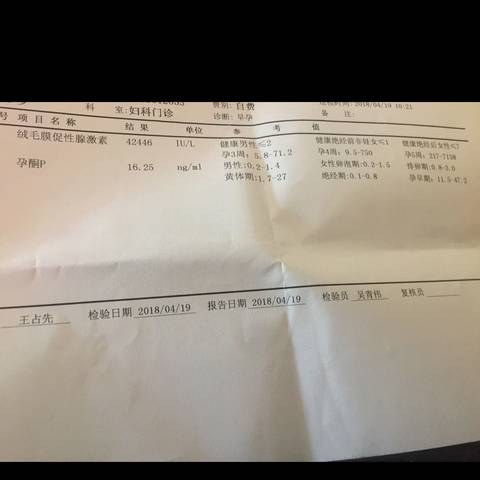 科 室:妇科门诊 费别: 自费 送检时间:2018/04/19 10:21
诊断: 早孕 备 注:
号 项目名称 结 果 单位 参 考 值
绒毛膜促性腺激素 42446 IU/L 健康男性≤2 健康绝经前非妊女≤1 健康绝经后女性≤7
孕3周: 5.8-71.2 孕4周: 9.5-750 孕5周: 217-7138
孕酮P 16.25 ng/ml 男性:0.2-1.4 女性卵泡期:0.2-1.5 排卵期:0.8-3.0
黄体期:1.7-27 绝经期:0.1-0.8 孕早期: 11.5-47.2
王占先 检验日期 2018/04/19 报告日期 2018/04/19 检验员 吴青伟 复核员